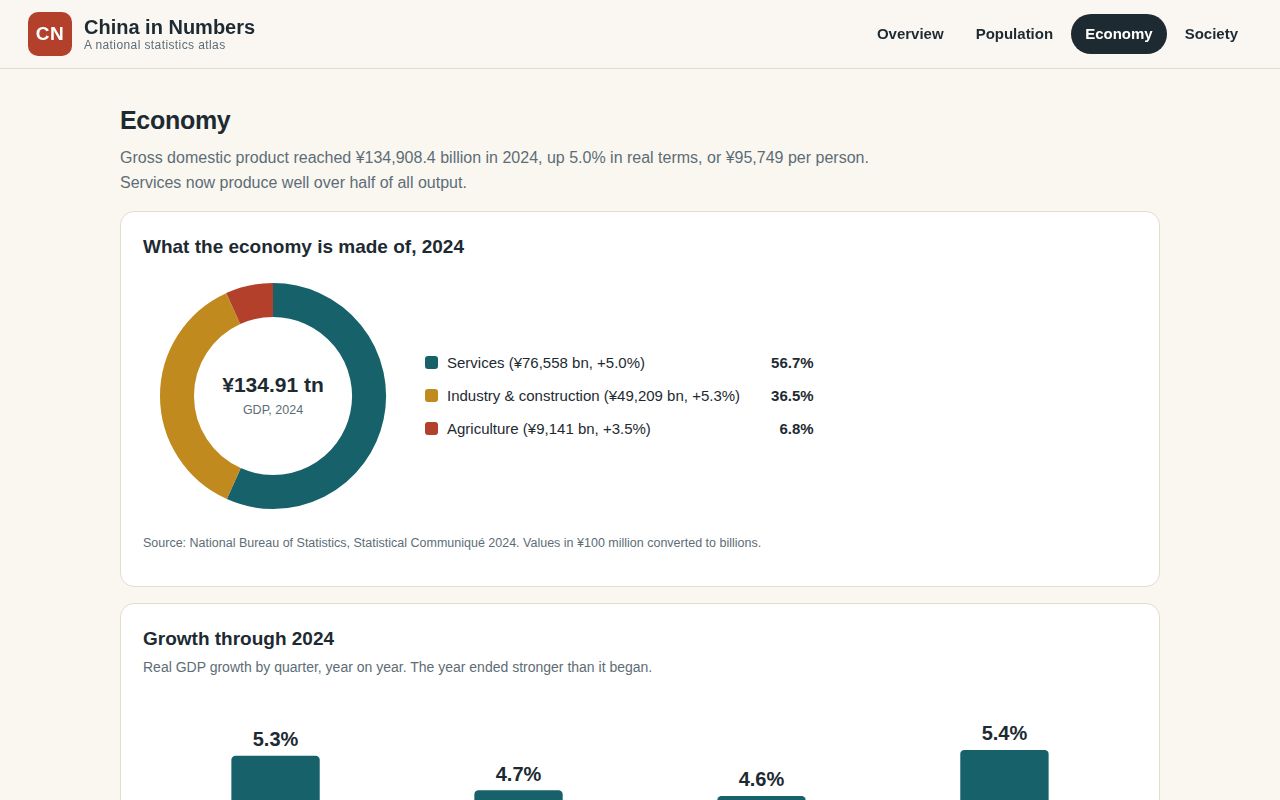 CN
China in Numbers
A national statistics atlas
Overview
Population
Economy
Society
Economy
Gross domestic product reached ¥134,908.4 billion in 2024, up 5.0% in real terms, or ¥95,749 per person.
Services now produce well over half of all output.
What the economy is made of, 2024
¥134.91 tn
GDP, 2024
Services (¥76,558 bn, +5.0%) 56.7%
Industry & construction (¥49,209 bn, +5.3%) 36.5%
Agriculture (¥9,141 bn, +3.5%) 6.8%
Source: National Bureau of Statistics, Statistical Communiqué 2024. Values in ¥100 million converted to billions.
Growth through 2024
Real GDP growth by quarter, year on year. The year ended stronger than it began.
5.3%
4.7%
4.6%
5.4%